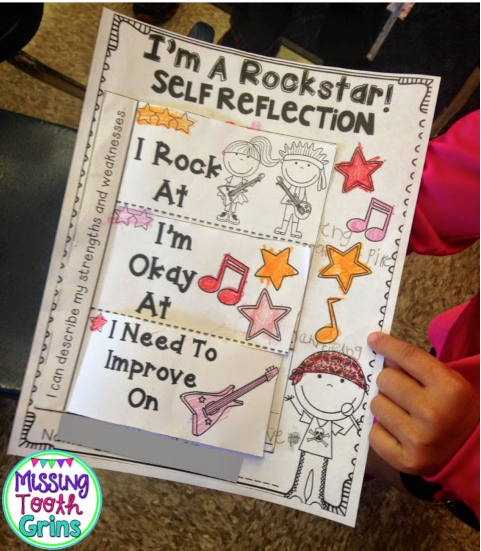 I'm A Rockstar!
SELF REFLECTION
I can describe my strengths and weaknesses
I Rock
At
I'm
Okay
At
I Need To
Improve
On
Missing
Tooth
Grins